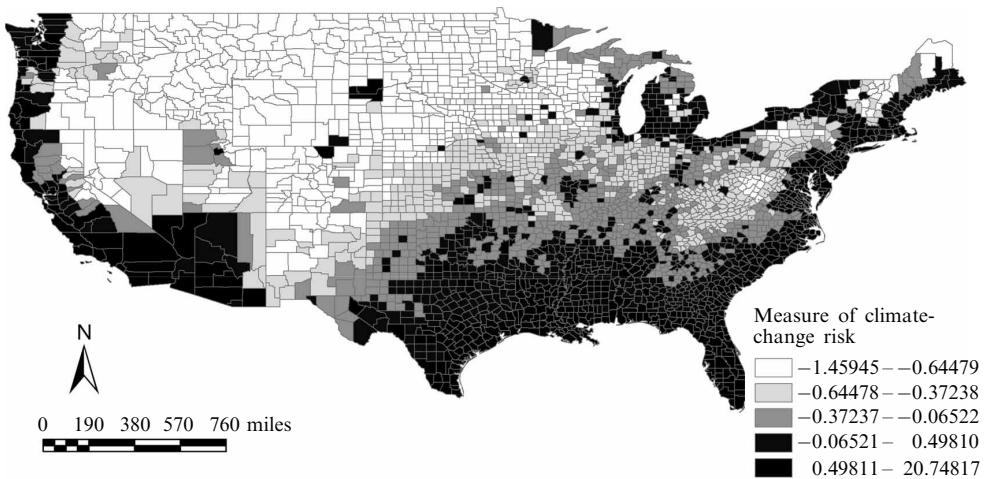 N
0 190 380 570 760 miles
Measure of climate-
change risk
−1.45945 – −0.64479
−0.64478 – −0.37238
−0.37237 – −0.06522
−0.06521 – 0.49810
0.49811 – 20.74817